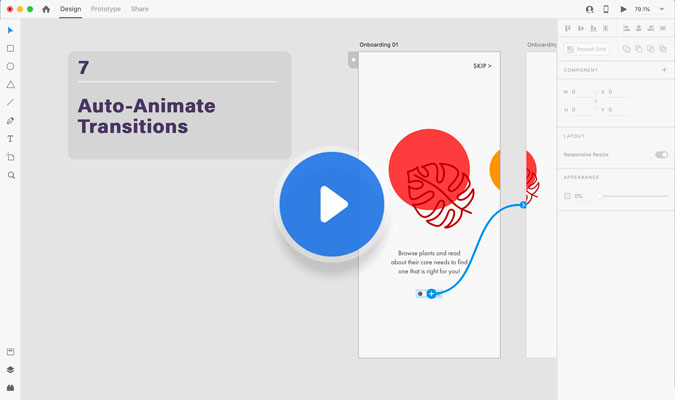 Design Prototype Share
79.1%
7
Auto-Animate
Transitions
Onboarding 01
Onboarding
SKIP >
Browse plants and read
about their care needs to find
one that is right for you!
Repeat Grid
COMPONENT
W 0 X 0
H 0 Y 0
LAYOUT
Responsive Resize
APPEARANCE
0%
T